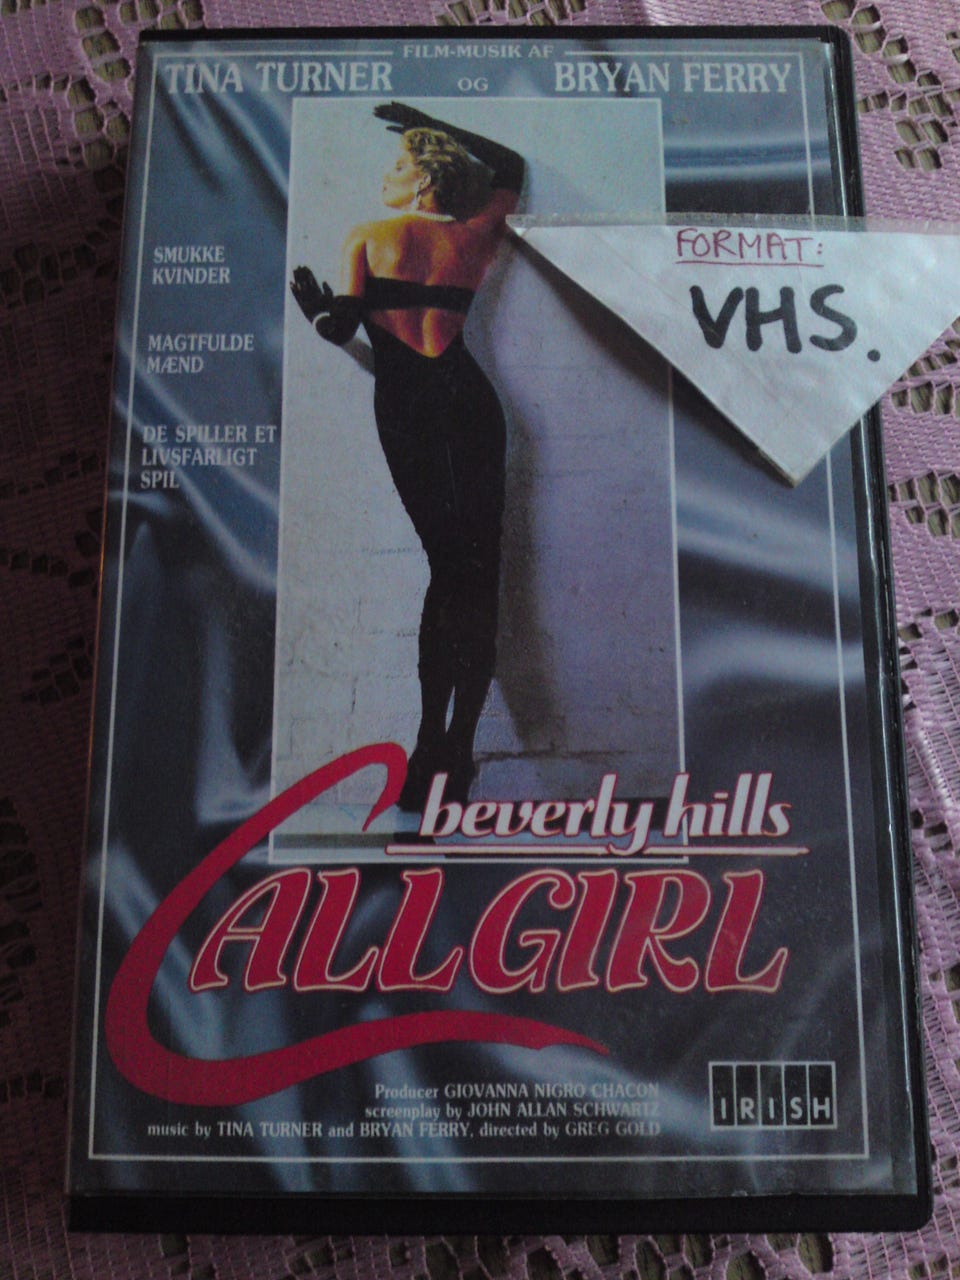 FILM-MUSIK AF
TINA TURNER OG BRYAN FERRY
SMUKKE
KVINDER
MAGTFULDE
MÆND
DE SPILLER ET
LIVSFARLIGT
SPIL
FORMAT:
VHS.
beverly hills
CALLGIRL
Producer GIOVANNA NIGRO CHACON
screenplay by JOHN ALLAN SCHWARTZ
music by TINA TURNER and BRYAN FERRY, directed by GREG GOLD
IRISH